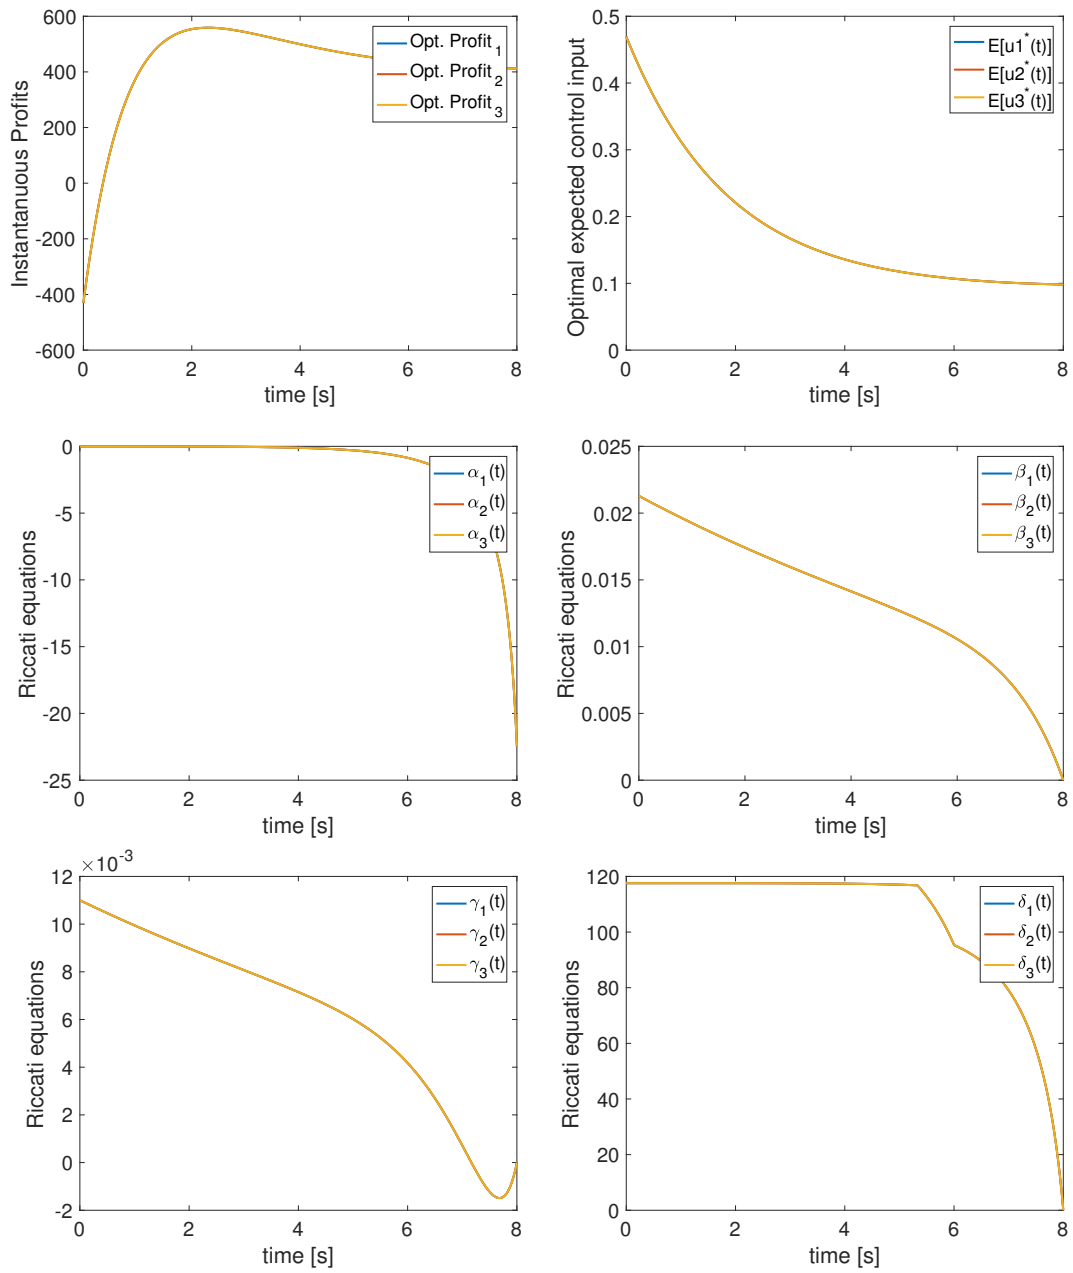 600
400
200
0
-200
-400
-600
Instantanuous Profits
Opt. Profit1
Opt. Profit2
Opt. Profit3
0 2 4 6 8
time [s]
0.5
0.4
0.3
0.2
0.1
0
Optimal expected control input
E[u1*(t)]
E[u2*(t)]
E[u3*(t)]
0 2 4 6 8
time [s]
0
-5
-10
-15
-20
-25
Riccati equations
α1(t)
α2(t)
α3(t)
0 2 4 6 8
time [s]
0.025
0.02
0.015
0.01
0.005
0
Riccati equations
β1(t)
β2(t)
β3(t)
0 2 4 6 8
time [s]
×10-3
12
10
8
6
4
2
0
-2
Riccati equations
γ1(t)
γ2(t)
γ3(t)
0 2 4 6 8
time [s]
120
100
80
60
40
20
0
Riccati equations
δ1(t)
δ2(t)
δ3(t)
0 2 4 6 8
time [s]